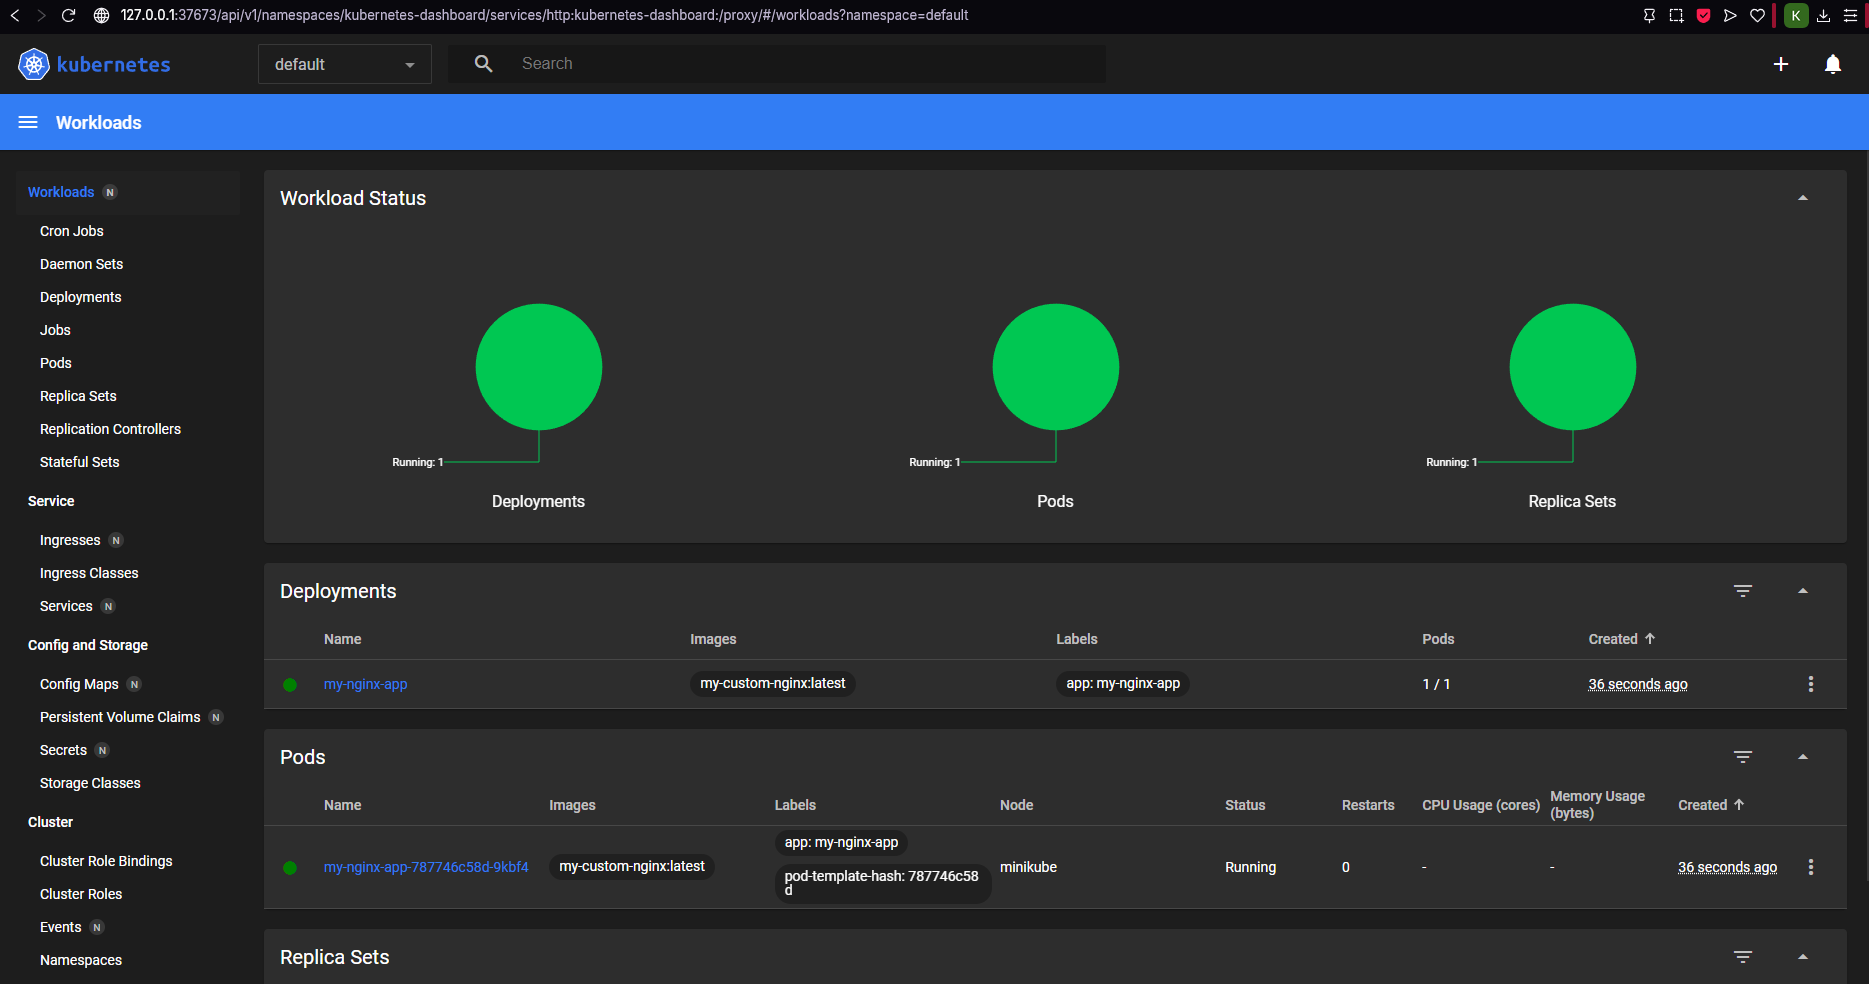 127.0.0.1:37673/api/v1/namespaces/kubernetes-dashboard/services/http:kubernetes-dashboard:/proxy/#/workloads?namespace=default
K
kubernetes
default
Search
Workloads
Workloads N
Cron Jobs
Daemon Sets
Deployments
Jobs
Pods
Replica Sets
Replication Controllers
Stateful Sets
Service
Ingresses N
Ingress Classes
Services N
Config and Storage
Config Maps N
Persistent Volume Claims N
Secrets N
Storage Classes
Cluster
Cluster Role Bindings
Cluster Roles
Events N
Namespaces
Workload Status
Running: 1
Deployments
Running: 1
Pods
Running: 1
Replica Sets
Deployments
Name Images Labels Pods Created
my-nginx-app my-custom-nginx:latest app: my-nginx-app 1 / 1 36 seconds ago
Pods
Name Images Labels Node Status Restarts CPU Usage (cores) Memory Usage (bytes) Created
my-nginx-app-787746c58d-9kbf4 my-custom-nginx:latest app: my-nginx-app
pod-template-hash: 787746c58
d
minikube Running 0 - - 36 seconds ago
Replica Sets